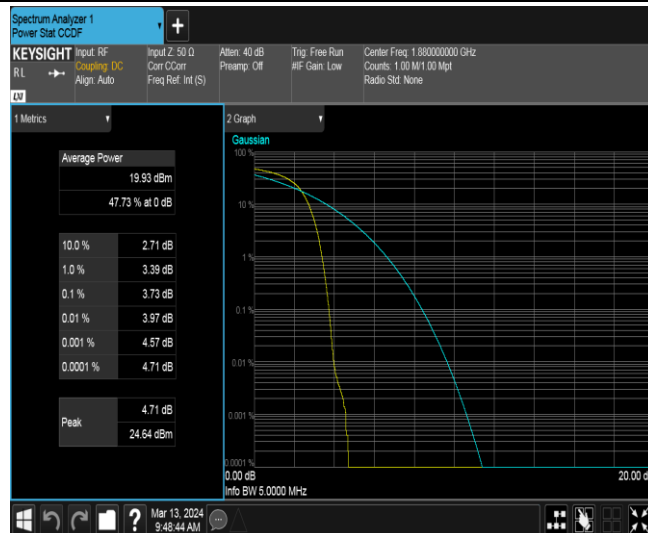 Spectrum Analyzer 1
Power Stat CCDF
+
KEYSIGHT
RL
LXI
Input: RF
Coupling: DC
Align: Auto
Input Z: 50 Ω
Corr CCorr
Freq Ref: Int (S)
Atten: 40 dB
Preamp: Off
Trig: Free Run
#IF Gain: Low
Center Freq: 1.880000000 GHz
Counts: 1.00 M/1.00 Mpt
Radio Std: None
1 Metrics
Average Power
19.93 dBm
47.73 % at 0 dB
10.0 % 2.71 dB
1.0 % 3.39 dB
0.1 % 3.73 dB
0.01 % 3.97 dB
0.001 % 4.57 dB
0.0001 % 4.71 dB
Peak
4.71 dB
24.64 dBm
2 Graph
Gaussian
100 %
10 %
1 %
0.1 %
0.01 %
0.001 %
0.0001 %
0.00 dB
20.00 d
Info BW 5.0000 MHz
?
Mar 13, 2024
9:48:44 AM